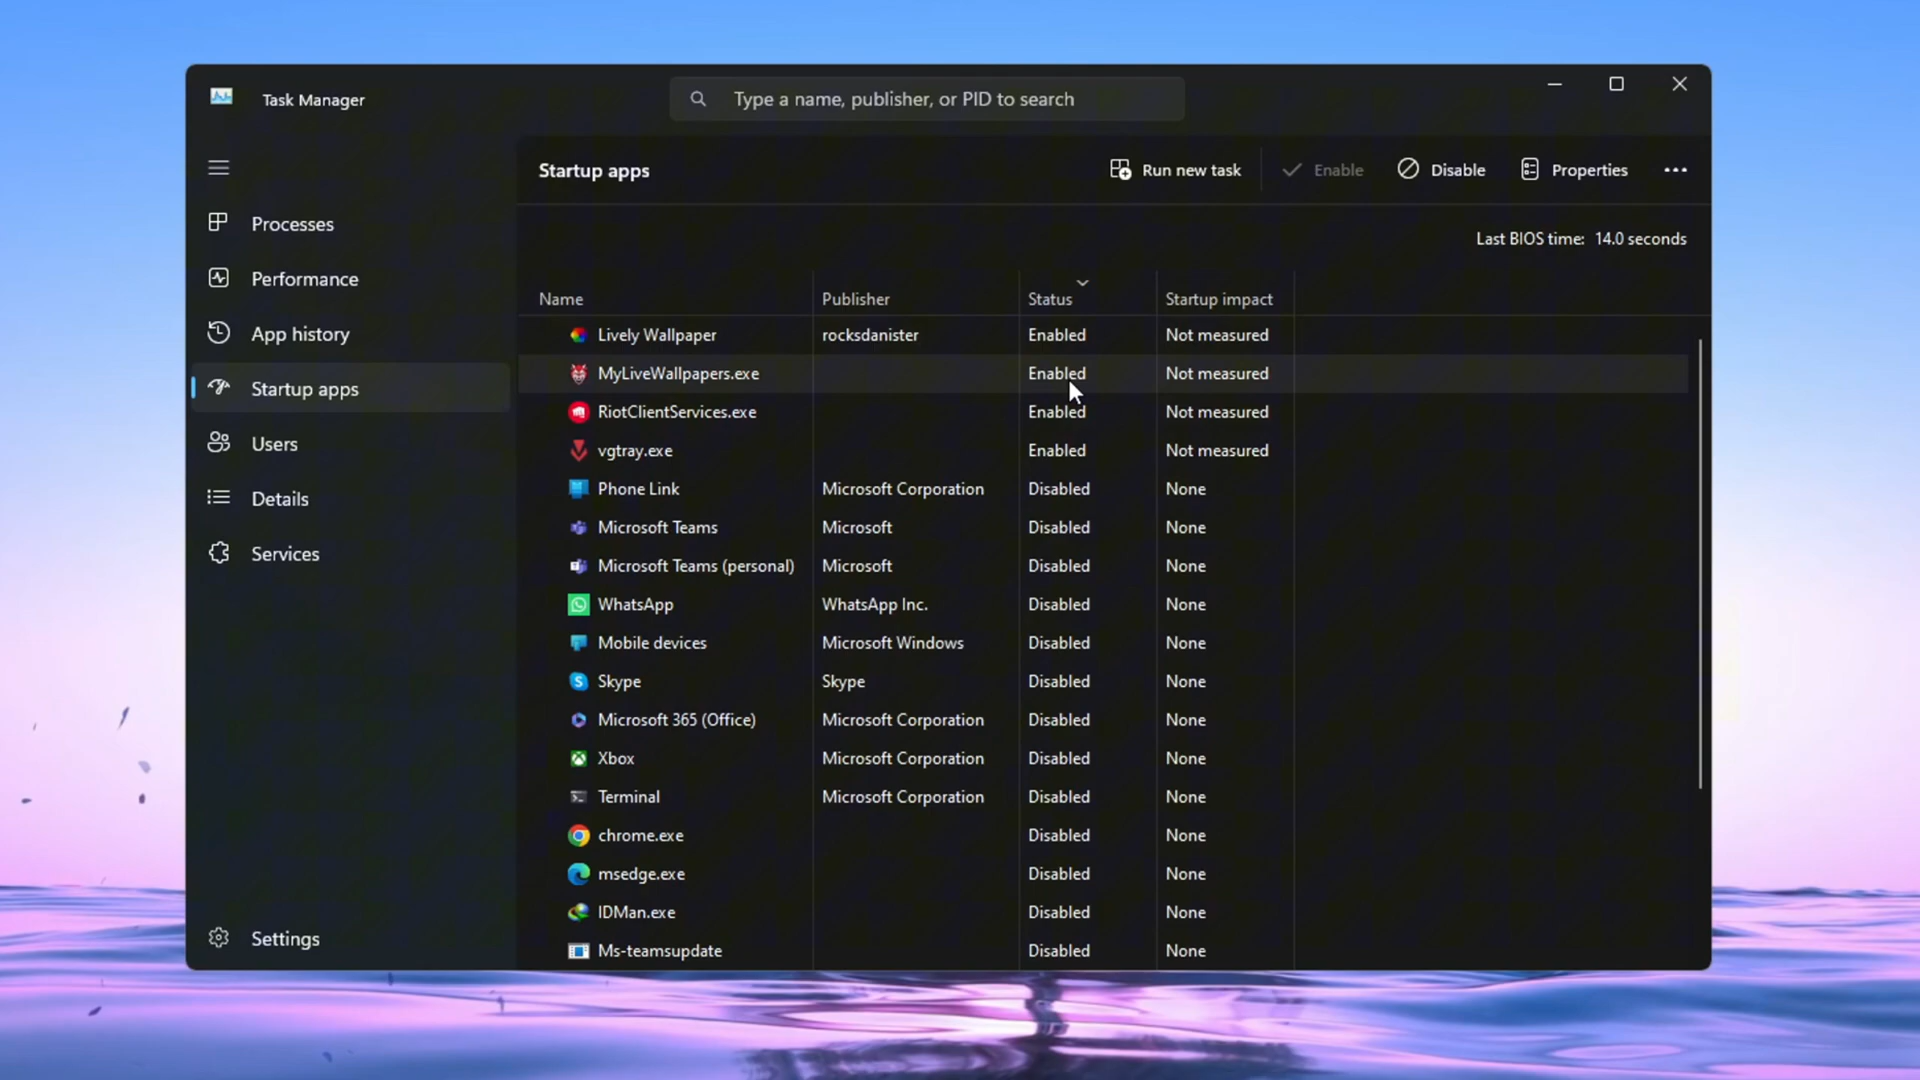 Task Manager
Type a name, publisher, or PID to search
Startup apps
Run new task
Enable
Disable
Properties
Last BIOS time: 14.0 seconds
Processes
Performance
App history
Startup apps
Users
Details
Services
Settings
Name Publisher Status Startup impact
Lively Wallpaper rocksdanister Enabled Not measured
MyLiveWallpapers.exe Enabled Not measured
RiotClientServices.exe Enabled Not measured
vgtray.exe Enabled Not measured
Phone Link Microsoft Corporation Disabled None
Microsoft Teams Microsoft Disabled None
Microsoft Teams (personal) Microsoft Disabled None
WhatsApp WhatsApp Inc. Disabled None
Mobile devices Microsoft Windows Disabled None
Skype Skype Disabled None
Microsoft 365 (Office) Microsoft Corporation Disabled None
Xbox Microsoft Corporation Disabled None
Terminal Microsoft Corporation Disabled None
chrome.exe Disabled None
msedge.exe Disabled None
IDMan.exe Disabled None
Ms-teamsupdate Disabled None